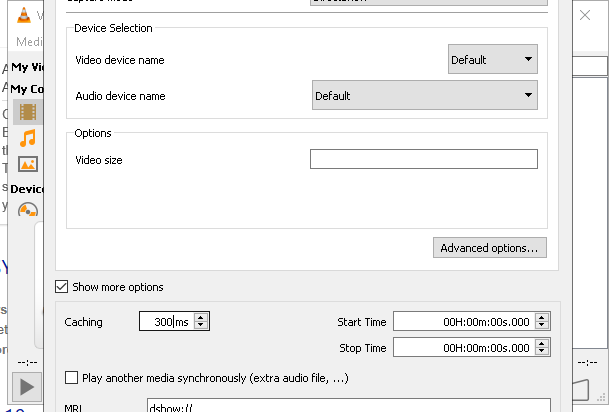 Media
My Vi
My Co
Device
Device Selection
Video device name
Default
Audio device name
Default
Options
Video size
Advanced options...
Show more options
Caching
300 ms
Start Time
00H:00m:00s.000
Stop Time
00H:00m:00s.000
Play another media synchronously (extra audio file, ...)
MRL
dshow://
--:--
--:--